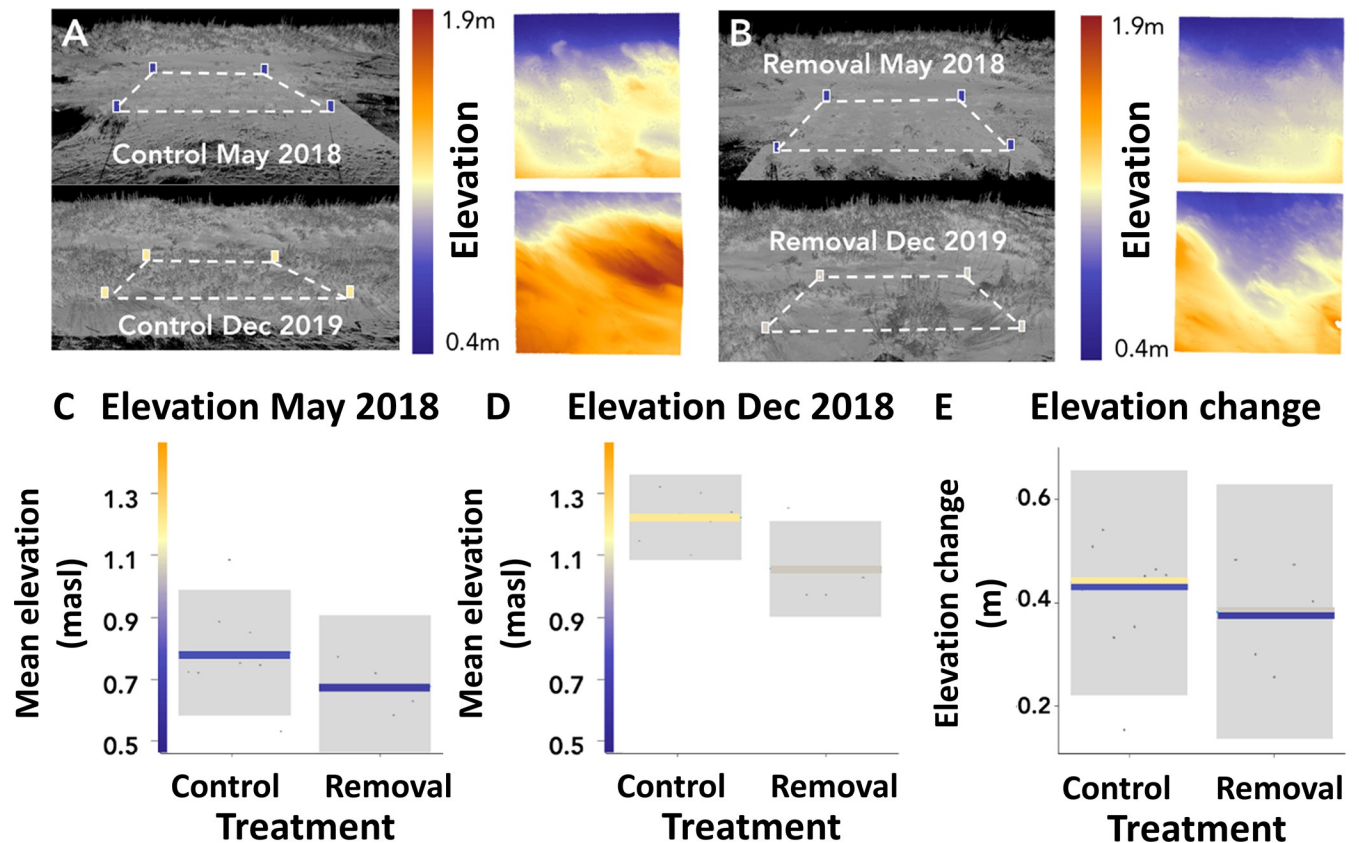 A
Control May 2018
Control Dec 2019
1.9m
Elevation
0.4m
B
Removal May 2018
Removal Dec 2019
1.9m
Elevation
0.4m
C Elevation May 2018
Mean elevation
(masl)
1.3
1.1
0.9
0.7
0.5
Control Removal
Treatment
D Elevation Dec 2018
Mean elevation
(masl)
1.3
1.1
0.9
0.7
0.5
Control Removal
Treatment
E Elevation change
Elevation change
(m)
0.6
0.4
0.2
Control Removal
Treatment